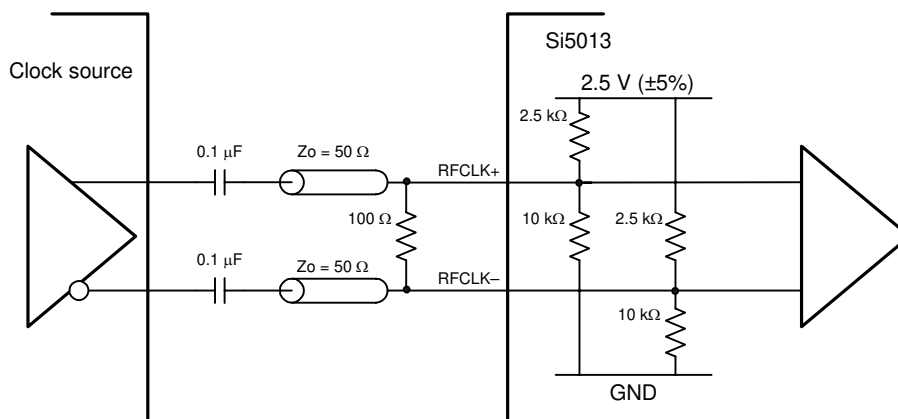 Si5013
Clock source
2.5 V (±5%)
2.5 kΩ
0.1 μF
Zo = 50 Ω
RFCLK+
100 Ω
10 kΩ
2.5 kΩ
0.1 μF
Zo = 50 Ω
RFCLK–
10 kΩ
GND